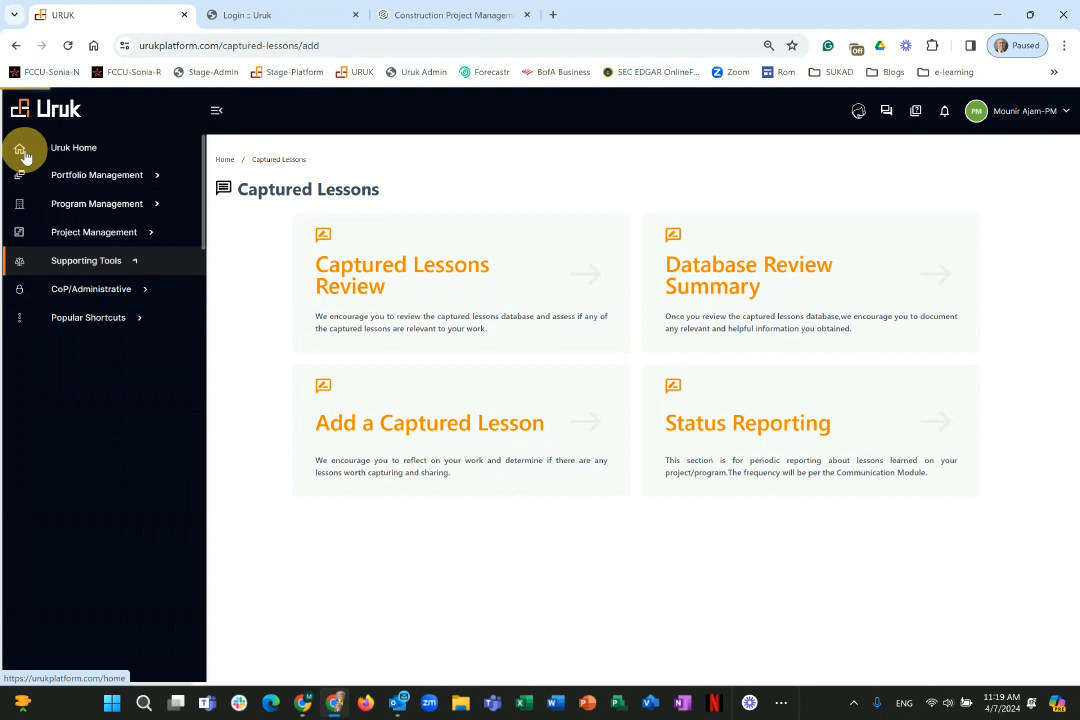 URUK
Login :: Uruk
Construction Project Managem
urukplatform.com/captured-lessons/add
Off
Paused
FCCU-Sonia-N
FCCU-Sonia-R
Stage-Admin
Stage-Platform
URUK
Uruk Admin
Forecastr
BofA Business
SEC EDGAR OnlineF...
Zoom
Rom
SUKAD
Blogs
e-learning
Uruk
PM
Mounir Ajam-PM
Uruk Home
Portfolio Management
Program Management
Project Management
Supporting Tools
CoP/Administrative
Popular Shortcuts
Home / Captured Lessons
Captured Lessons
Captured Lessons
Review
We encourage you to review the captured lessons database and assess if any of
the captured lessons are relevant to your work.
Database Review
Summary
Once you review the captured lessons database,we encourage you to document
any relevant and helpful information you obtained.
Add a Captured Lesson
We encourage you to reflect on your work and determine if there are any
lessons worth capturing and sharing.
Status Reporting
This section is for periodic reporting about lessons learned on your
project/program.The frequency will be per the Communication Module.
https://urukplatform.com/home
ENG
11:19 AM
4/7/2024